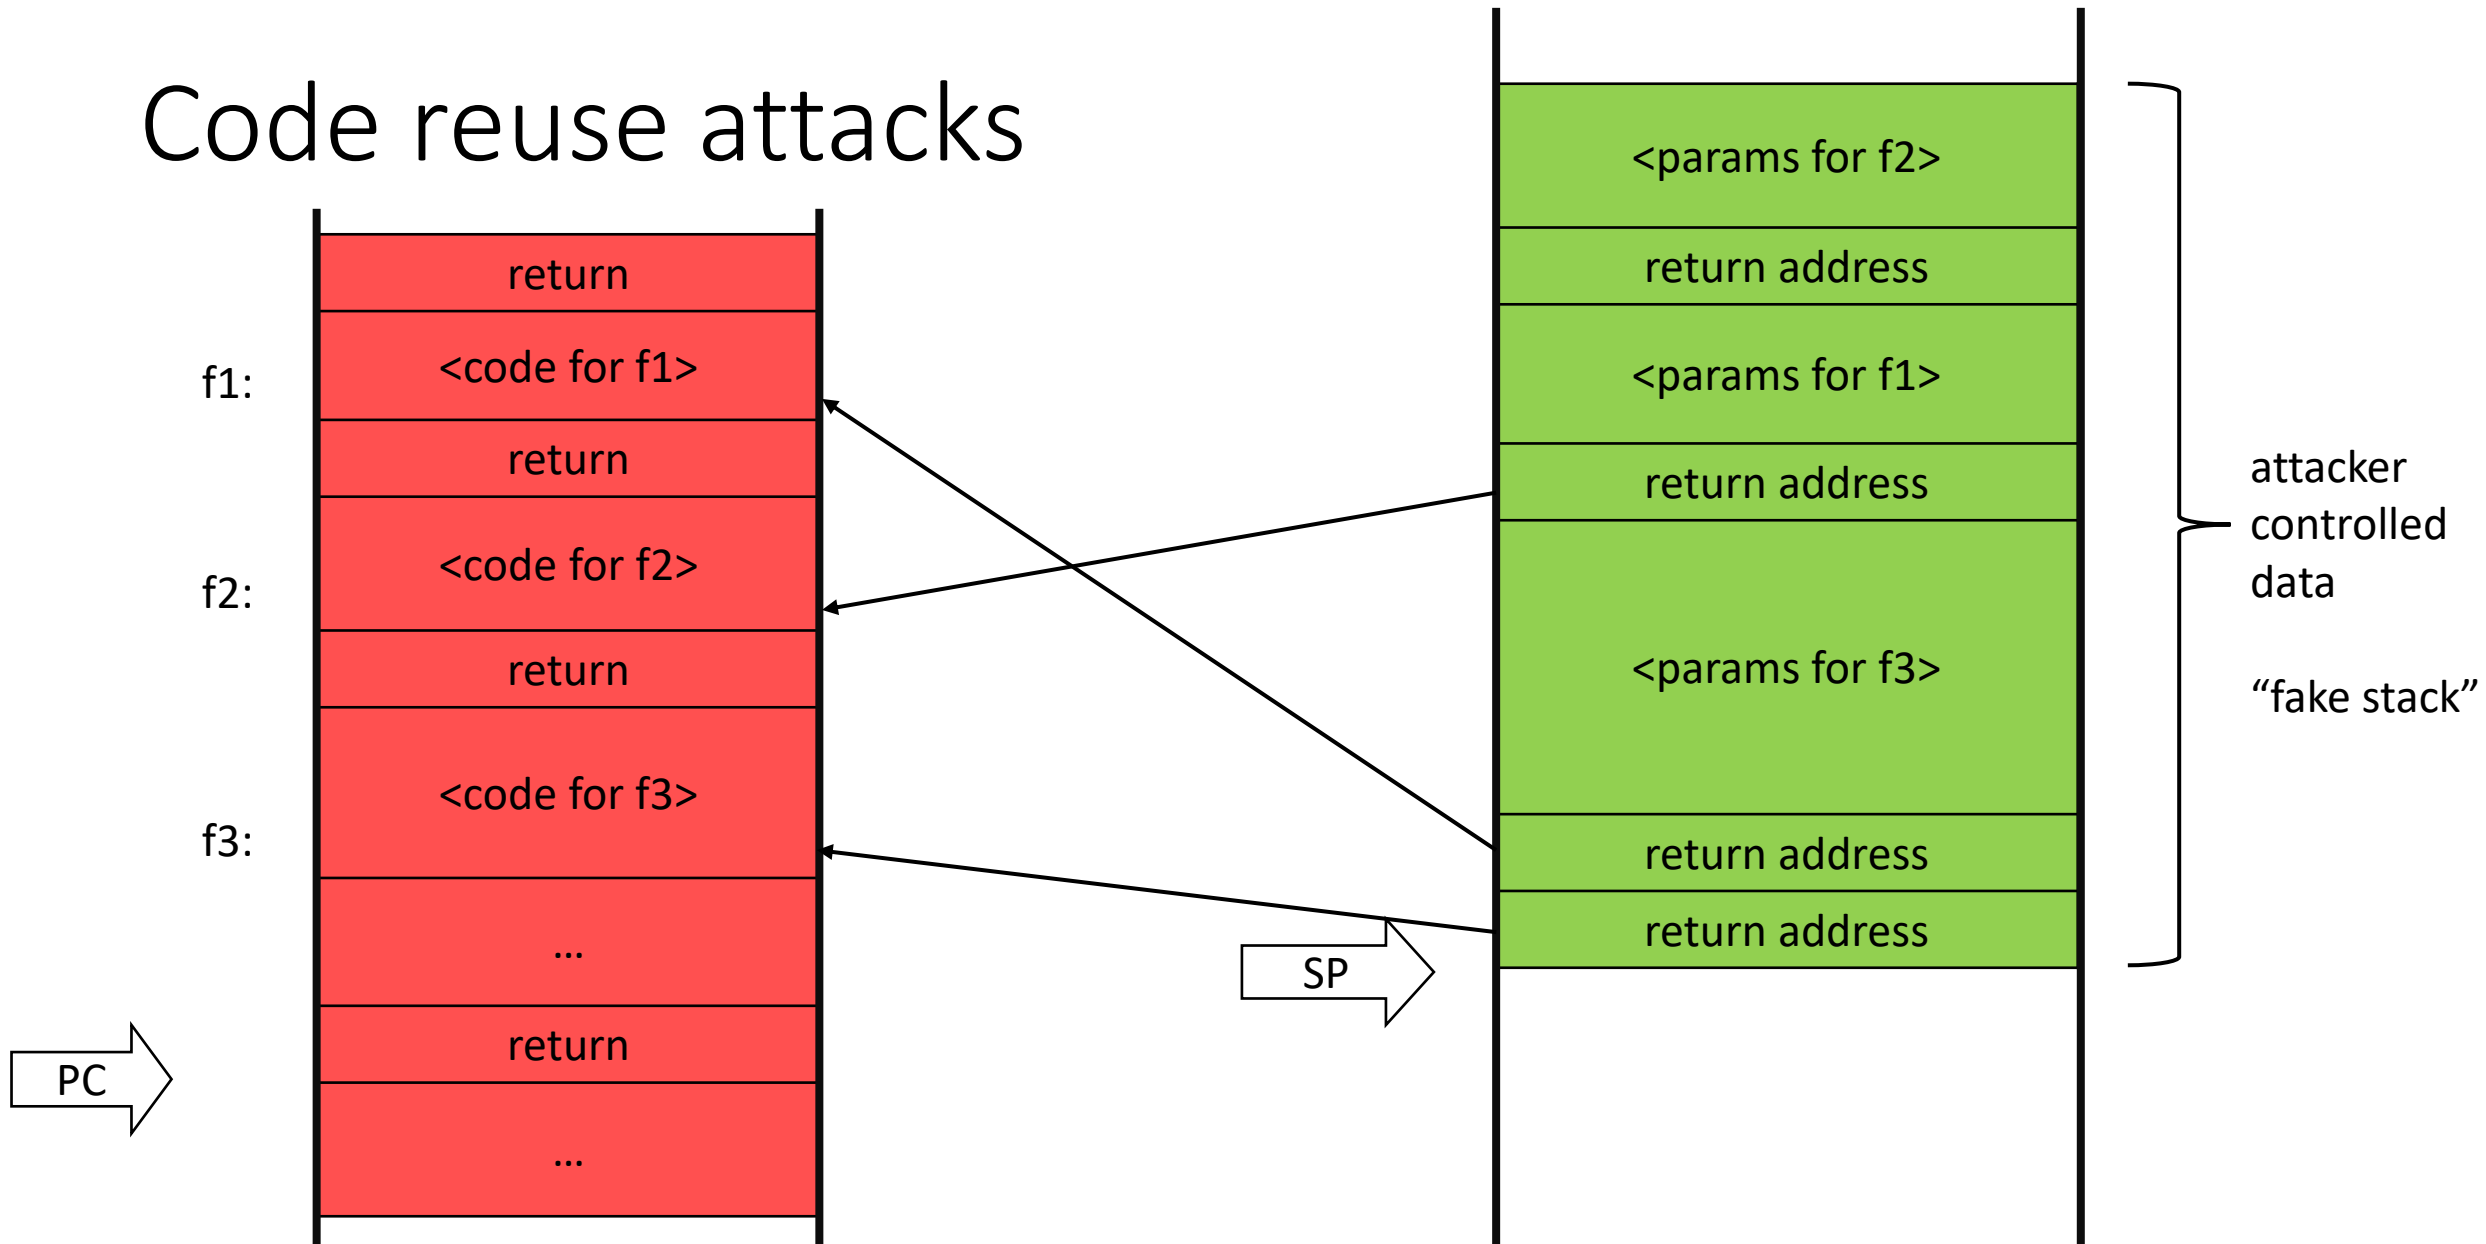 Code reuse attacks
return
f1:
<code for f1>
return
f2:
<code for f2>
return
f3:
<code for f3>
...
return
PC
...
SP
<params for f2>
return address
<params for f1>
return address
<params for f3>
return address
return address
attacker
controlled
data
“fake stack”